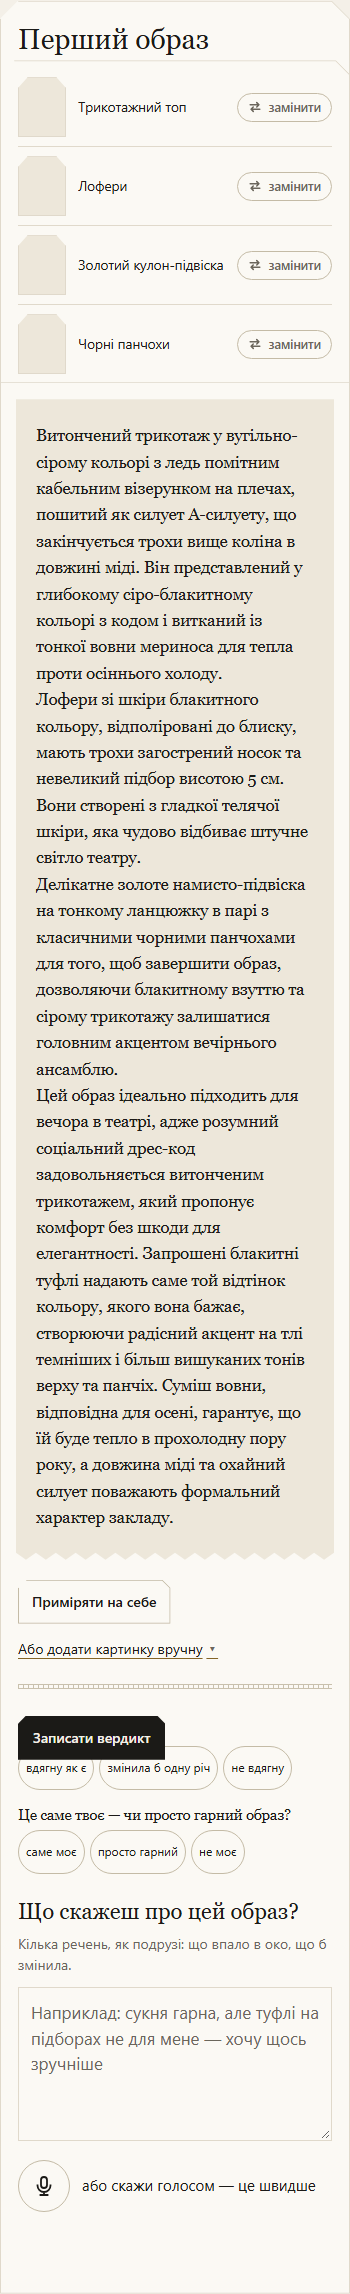 Перший образ
Трикотажний топ
замінити
Лофери
замінити
Золотий кулон-підвіска
замінити
Чорні панчохи
замінити
Витончений трикотаж у вугільно-
сірому кольорі з ледь помітним
кабельним візерунком на плечах,
пошитий як силует А-силуету, що
закінчується трохи вище коліна в
довжині міді. Він представлений у
глибокому сіро-блакитному
кольорі з кодом і витканий із
тонкої вовни мериноса для тепла
проти осіннього холоду.
Лофери зі шкіри блакитного
кольору, відполіровані до блиску,
мають трохи загострений носок та
невеликий підбор висотою 5 см.
Вони створені з гладкої телячої
шкіри, яка чудово відбиває штучне
світло театру.
Делікатне золоте намисто-підвіска
на тонкому ланцюжку в парі з
класичними чорними панчохами
для того, щоб завершити образ,
дозволяючи блакитному взуттю та
сірому трикотажу залишатися
головним акцентом вечірнього
ансамблю.
Цей образ ідеально підходить для
вечора в театрі, адже розумний
соціальний дрес-код
задовольняється витонченим
трикотажем, який пропонує
комфорт без шкоди для
елегантності. Запрошені блакитні
туфлі надають саме той відтінок
кольору, якого вона бажає,
створюючи радісний акцент на тлі
темніших і більш вишуканих тонів
верху та панчіх. Суміш вовни,
відповідна для осені, гарантує, що
їй буде тепло в прохолодну пору
року, а довжина міді та охайний
силует поважають формальний
характер закладу.
Приміряти на себе
Або додати картинку вручну
Записати вердикт
вдягну як є
змінила б одну річ
не вдягну
Це саме твоє — чи просто гарний образ?
саме моє
просто гарний
не моє
Що скажеш про цей образ?
Кілька речень, як подрузі: що впало в око, що б
змінила.
Наприклад: сукня гарна, але туфлі на
підборах не для мене — хочу щось
зручніше
або скажи голосом — це швидше